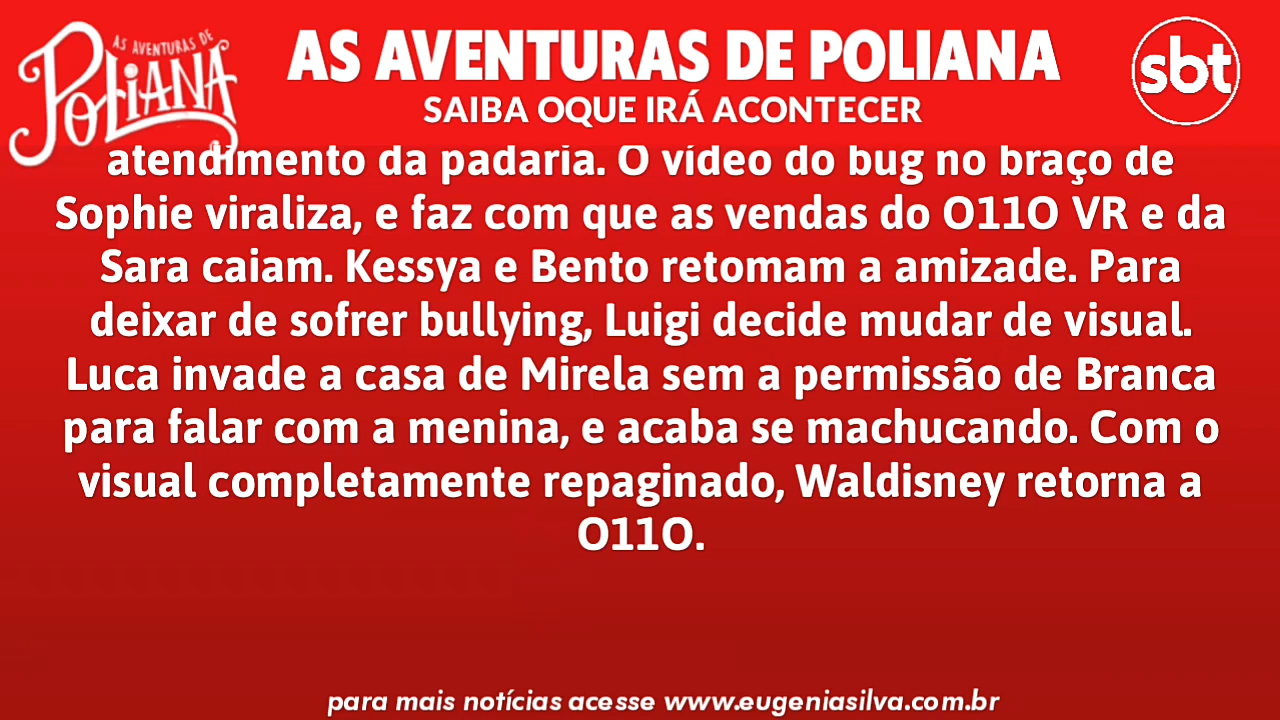 AS AVENTURAS DE
POLIANA
AS AVENTURAS DE POLIANA
SAIBA OQUE IRÁ ACONTECER
sbt
atendimento da padaria. O vídeo do bug no braço de
Sophie viraliza, e faz com que as vendas do O11O VR e da
Sara caiam. Kessya e Bento retomam a amizade. Para
deixar de sofrer bullying, Luigi decide mudar de visual.
Luca invade a casa de Mirela sem a permissão de Branca
para falar com a menina, e acaba se machucando. Com o
visual completamente repaginado, Waldisney retorna a
O11O.
para mais notícias acesse www.eugeniasilva.com.br